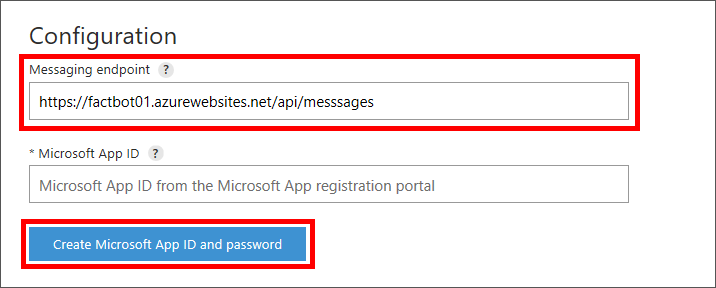 Configuration
Messaging endpoint ?
https://factbot01.azurewebsites.net/api/messsages
* Microsoft App ID ?
Microsoft App ID from the Microsoft App registration portal
Create Microsoft App ID and password